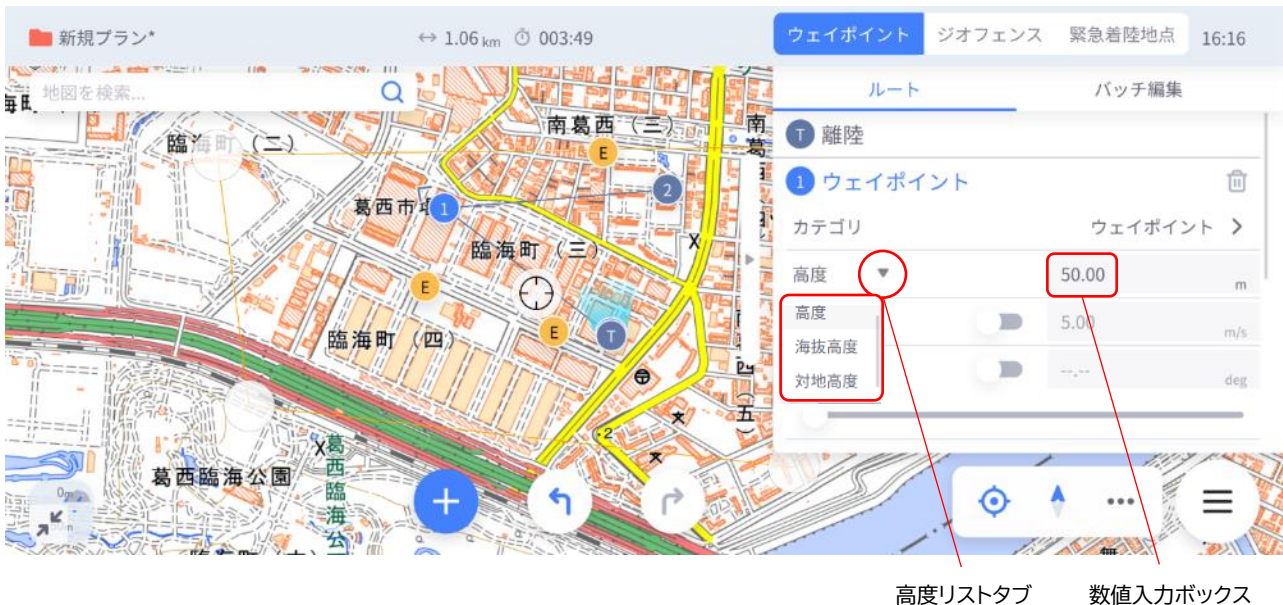 新規プラン*
1.06 km
003:49
ウェイポイント
ジオフェンス
緊急着陸地点
16:16
地図を検索...
ルート
バッチ編集
T 離陸
1 ウェイポイント
カテゴリ
ウェイポイント
高度
50.00
m
高度
海抜高度
対地高度
5.00
m/s
--.--
deg
臨海町（二）
南葛西（三）
南
E
2
1
葛西市
臨海町（三）
E
E
T
臨海町（四）
2
葛西臨海公園
葛西臨海公
0m
高度リストタブ
数値入力ボックス